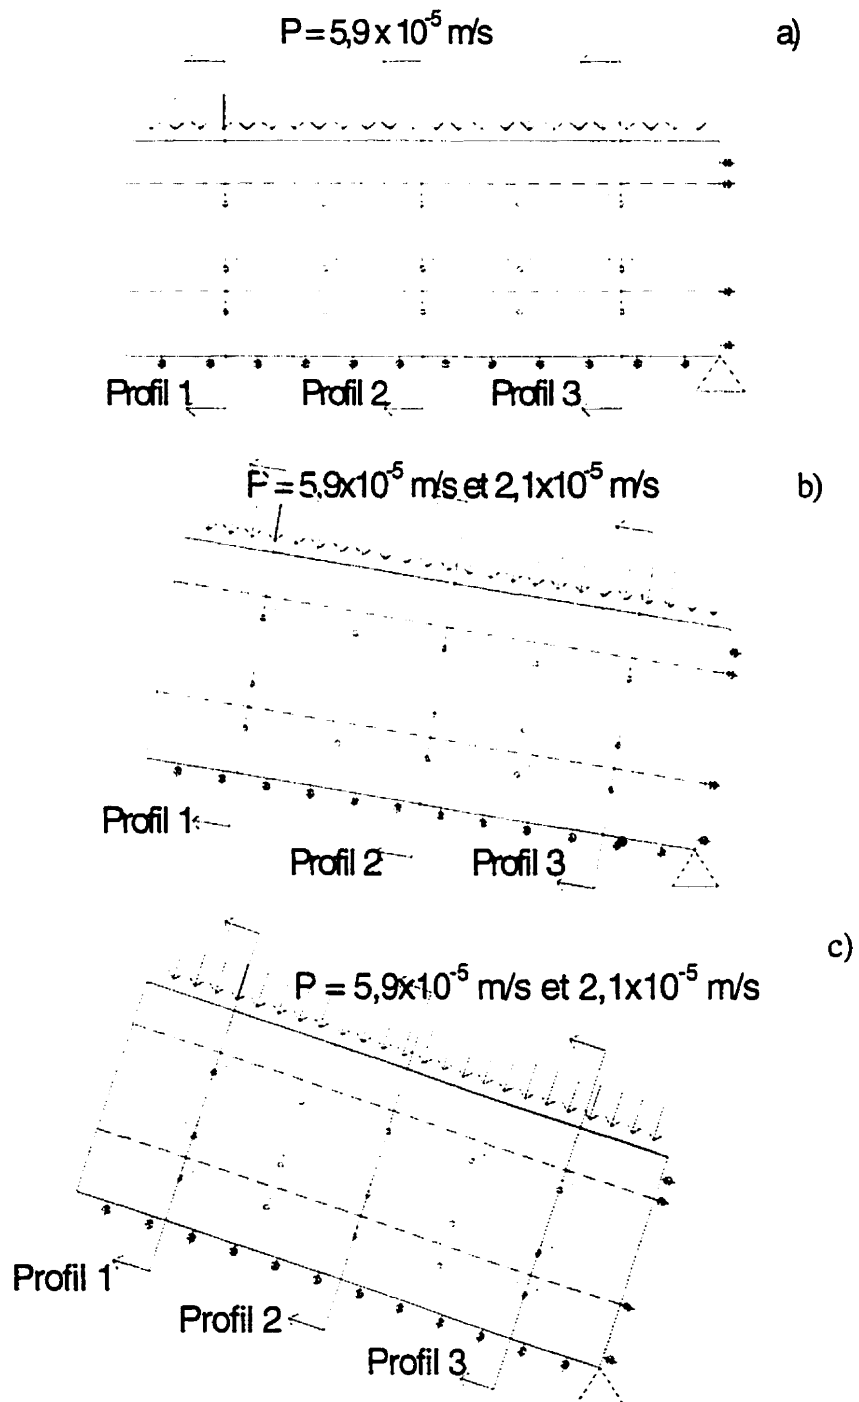 P = 5,9 x 10⁻⁵ m/s
a)
Profil 1
Profil 2
Profil 3
P = 5,9x10⁻⁵ m/s et 2,1x10⁻⁵ m/s
b)
Profil 1
Profil 2
Profil 3
c)
P = 5,9x10⁻⁵ m/s et 2,1x10⁻⁵ m/s
Profil 1
Profil 2
Profil 3